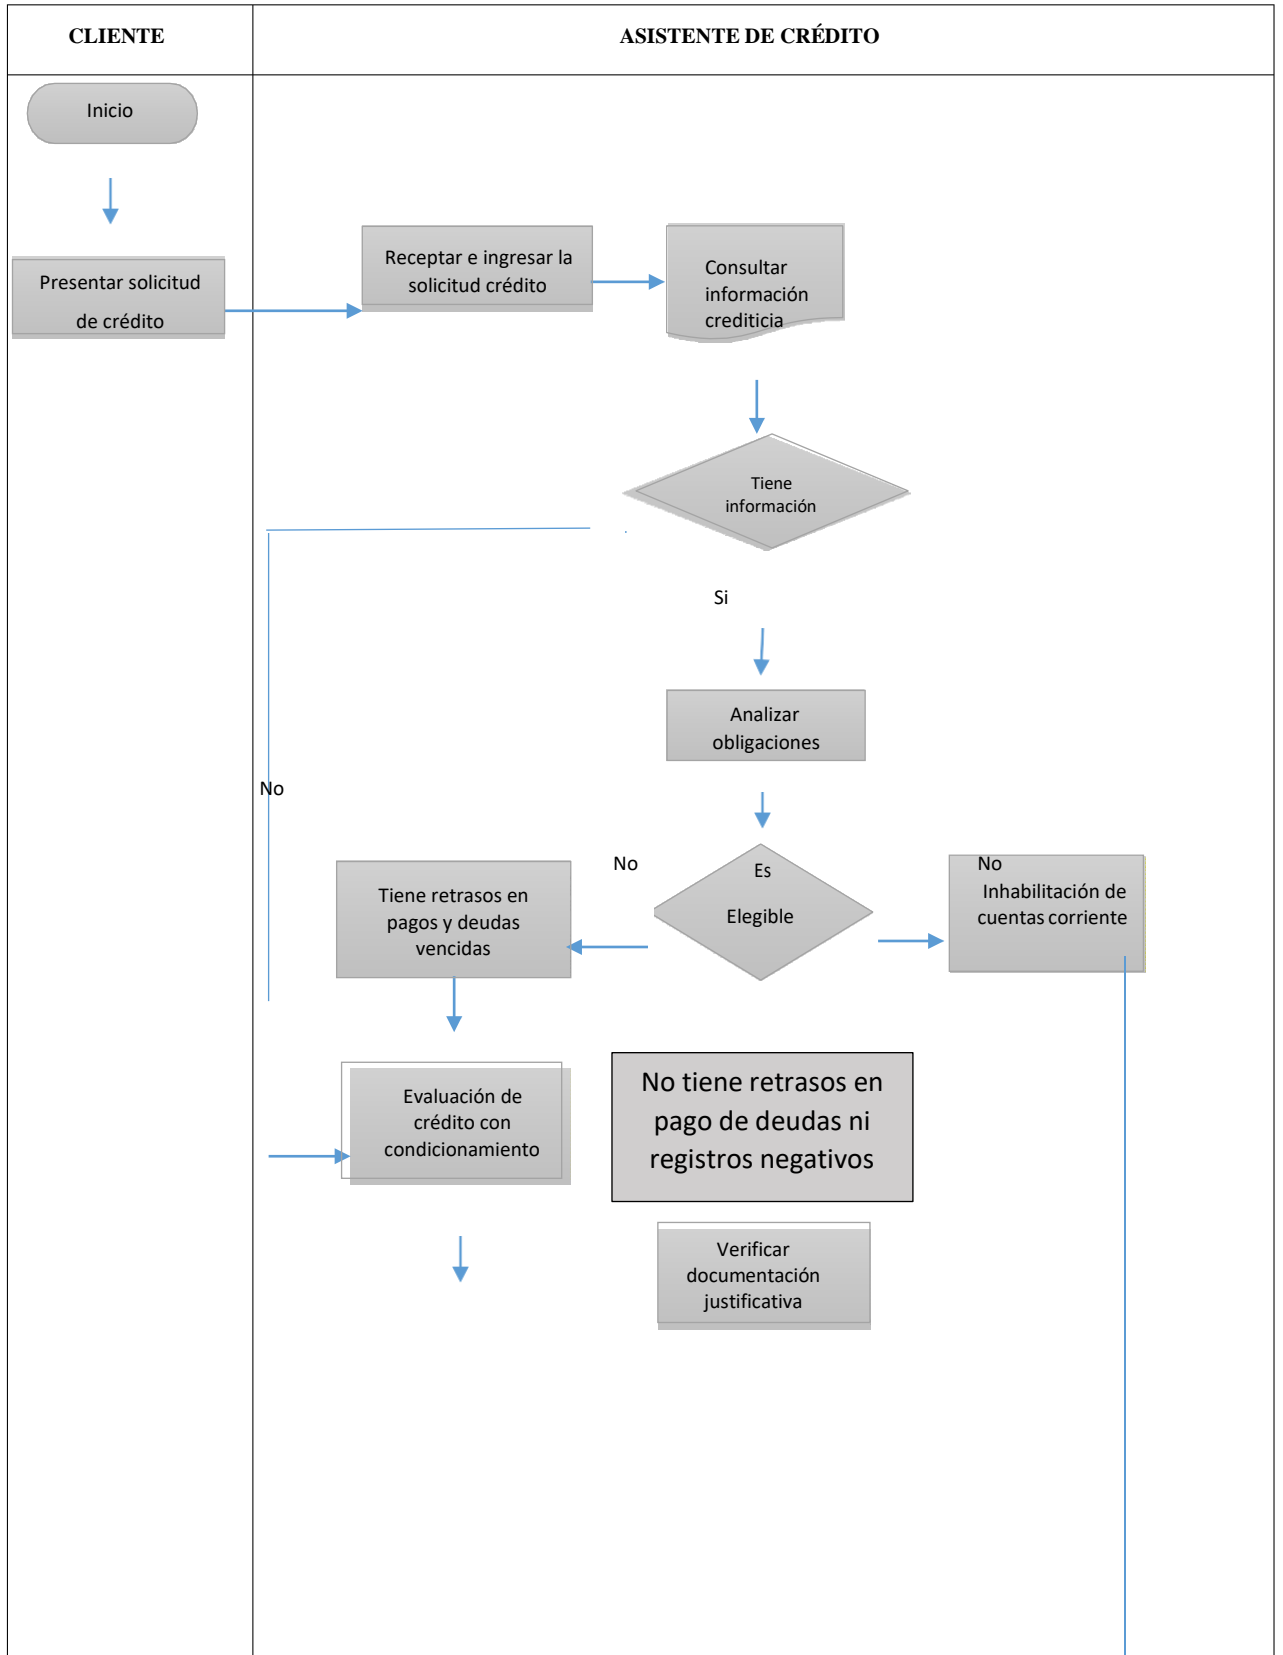 CLIENTE
ASISTENTE DE CRÉDITO
Inicio
Presentar solicitud
de crédito
Receptar e ingresar la
solicitud crédito
Consultar
información
crediticia
Tiene
información
Si
Analizar
obligaciones
No
No
Es
Elegible
No
Inhabilitación de
cuentas corriente
Tiene retrasos en
pagos y deudas
vencidas
Evaluación de
crédito con
condicionamiento
No tiene retrasos en
pago de deudas ni
registros negativos
Verificar
documentación
justificativa